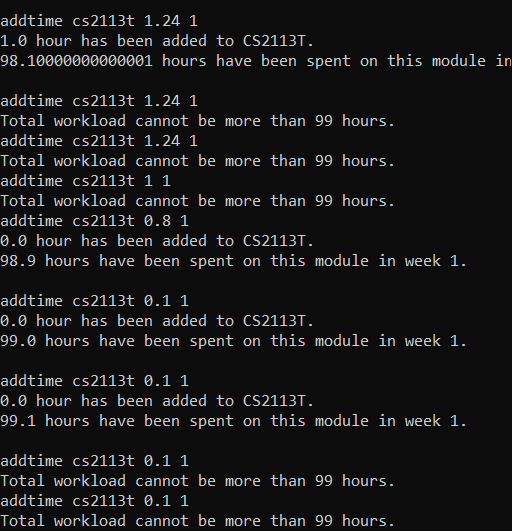 addtime cs2113t 1.24 1
1.0 hour has been added to CS2113T.
98.10000000000001 hours have been spent on this module in
addtime cs2113t 1.24 1
Total workload cannot be more than 99 hours.
addtime cs2113t 1.24 1
Total workload cannot be more than 99 hours.
addtime cs2113t 1 1
Total workload cannot be more than 99 hours.
addtime cs2113t 0.8 1
0.0 hour has been added to CS2113T.
98.9 hours have been spent on this module in week 1.
addtime cs2113t 0.1 1
0.0 hour has been added to CS2113T.
99.0 hours have been spent on this module in week 1.
addtime cs2113t 0.1 1
0.0 hour has been added to CS2113T.
99.1 hours have been spent on this module in week 1.
addtime cs2113t 0.1 1
Total workload cannot be more than 99 hours.
addtime cs2113t 0.1 1
Total workload cannot be more than 99 hours.